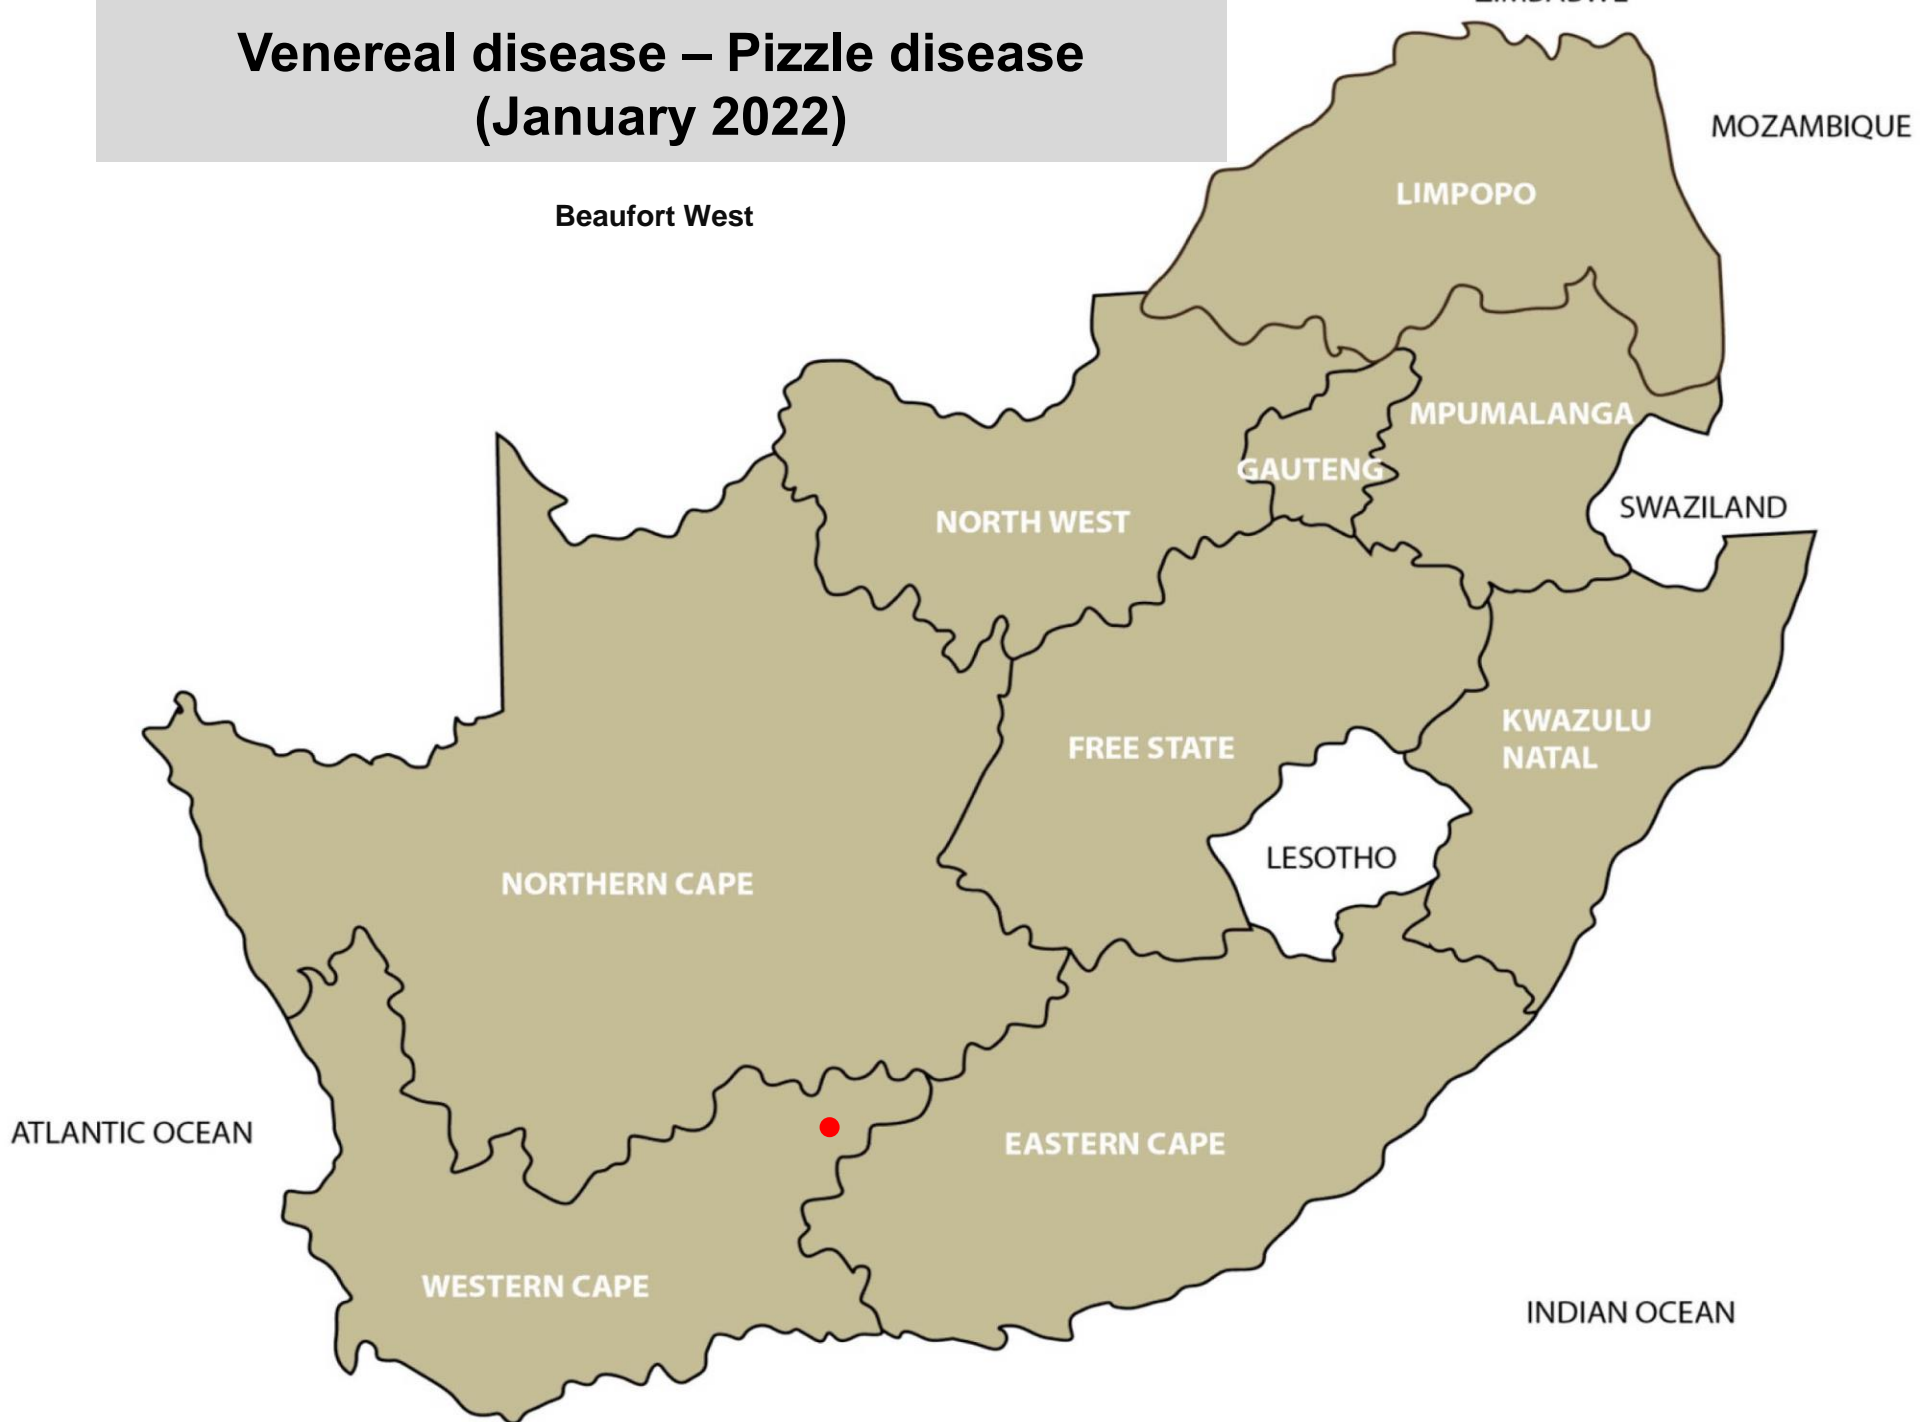 Venereal disease – Pizzle disease
(January 2022)
MOZAMBIQUE
LIMPOPO
Beaufort West
MPUMALANGA
GAUTENG
SWAZILAND
NORTH WEST
KWAZULU
NATAL
FREE STATE
LESOTHO
NORTHERN CAPE
ATLANTIC OCEAN
EASTERN CAPE
WESTERN CAPE
INDIAN OCEAN